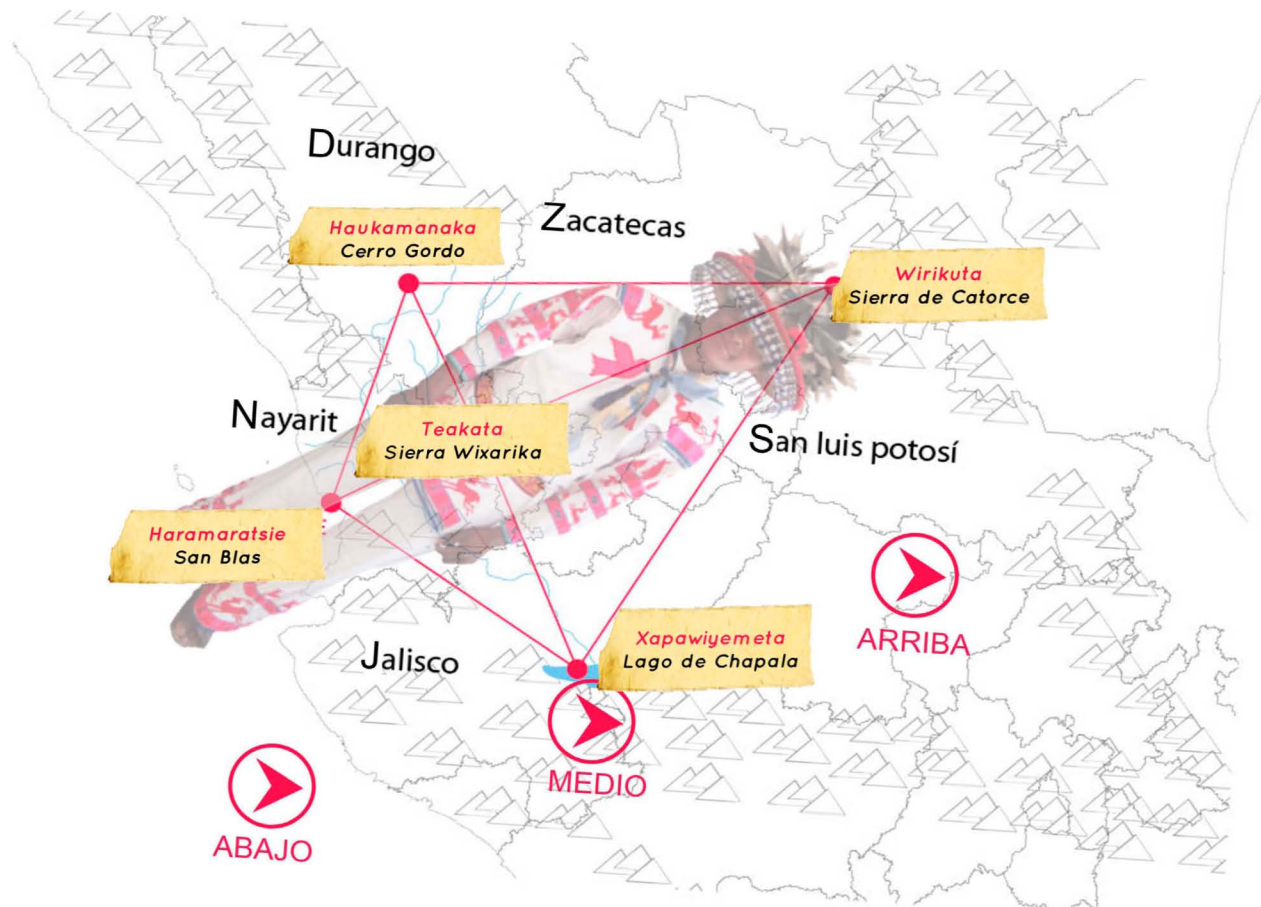 Durango
Zacatecas
Haukamanaka
Cerro Gordo
Wirikuta
Sierra de Catorce
Nayarit
Teakata
Sierra Wixarika
San luis potosí
Haramaratsie
San Blas
Xapawiyemeta
Lago de Chapala
ARRIBA
Jalisco
MEDIO
ABAJO